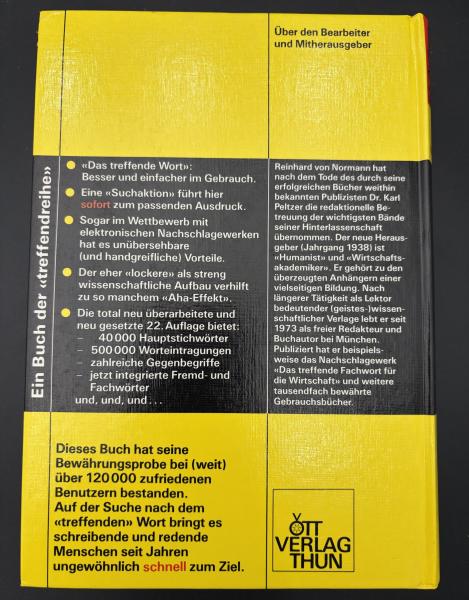 Über den Bearbeiter
und Mitherausgeber
Ein Buch der «treffendreihe»
«Das treffende Wort»:
Besser und einfacher im Gebrauch.
Eine «Suchaktion» führt hier
sofort zum passenden Ausdruck.
Sogar im Wettbewerb mit
elektronischen Nachschlagewerken
hat es unübersehbare
(und handgreifliche) Vorteile.
Der eher «lockere» als streng
wissenschaftliche Aufbau verhilft
zu so manchem «Aha-Effekt».
Die total neu überarbeitete und
neu gesetzte 22. Auflage bietet:
– 40 000 Hauptstichwörter
– 500 000 Worteintragungen
– zahlreiche Gegenbegriffe
– jetzt integrierte Fremd- und
Fachwörter
und, und, und ...
Reinhard von Normann hat
nach dem Tode des durch seine
erfolgreichen Bücher weithin
bekannten Publizisten Dr. Karl
Peltzer die redaktionelle Be-
treuung der wichtigsten Bände
seiner Hinterlassenschaft
übernommen. Der neue Heraus-
geber (Jahrgang 1938) ist
«Humanist» und «Wirtschafts-
akademiker». Er gehört zu den
überzeugten Anhängern einer
vielseitigen Bildung. Nach
längerer Tätigkeit als Lektor
bedeutender (geistes-)wissen-
schaftlicher Verlage lebt er seit
1973 als freier Redakteur und
Buchautor bei München.
Publiziert hat er beispiels-
weise das Nachschlagewerk
«Das treffende Fachwort für
die Wirtschaft» und weitere
tausendfach bewährte
Gebrauchsbücher.
Dieses Buch hat seine
Bewährungsprobe bei (weit)
über 120 000 zufriedenen
Benutzern bestanden.
Auf der Suche nach dem
«treffenden» Wort bringt es
schreibende und redende
Menschen seit Jahren
ungewöhnlich schnell zum Ziel.
OTT
VERLAG
THUN